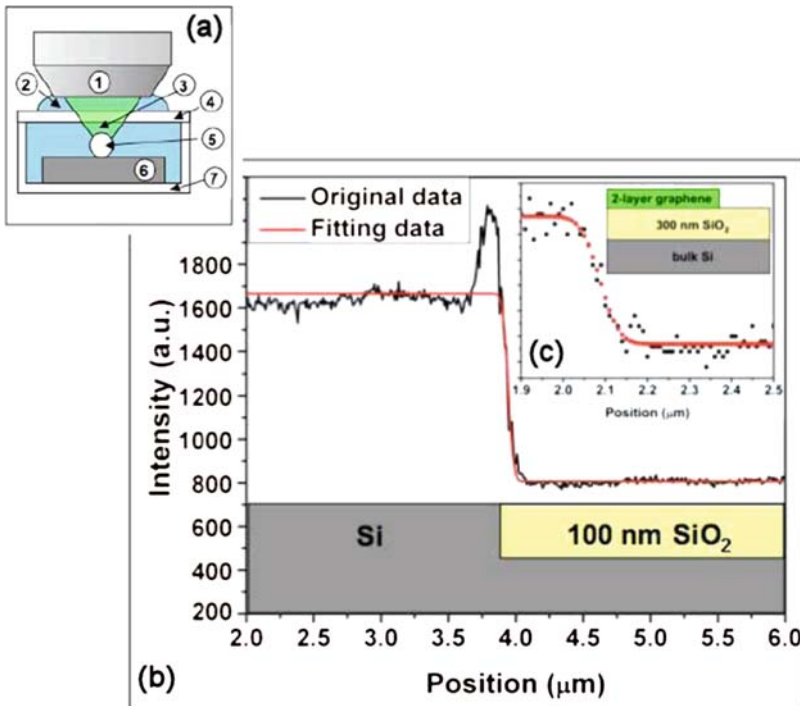 (a)
1
2
3
4
5
6
7
Original data
Fitting data
2-layer graphene
300 nm SiO₂
bulk Si
(c)
1.9 2.0 2.1 2.2 2.3 2.4 2.5
Position (μm)
Intensity (a.u.)
1800
1600
1400
1200
1000
800
700
600
400
200
Si
100 nm SiO₂
2.0 2.5 3.0 3.5 4.0 4.5 5.0 5.5 6.0
(b)
Position (μm)